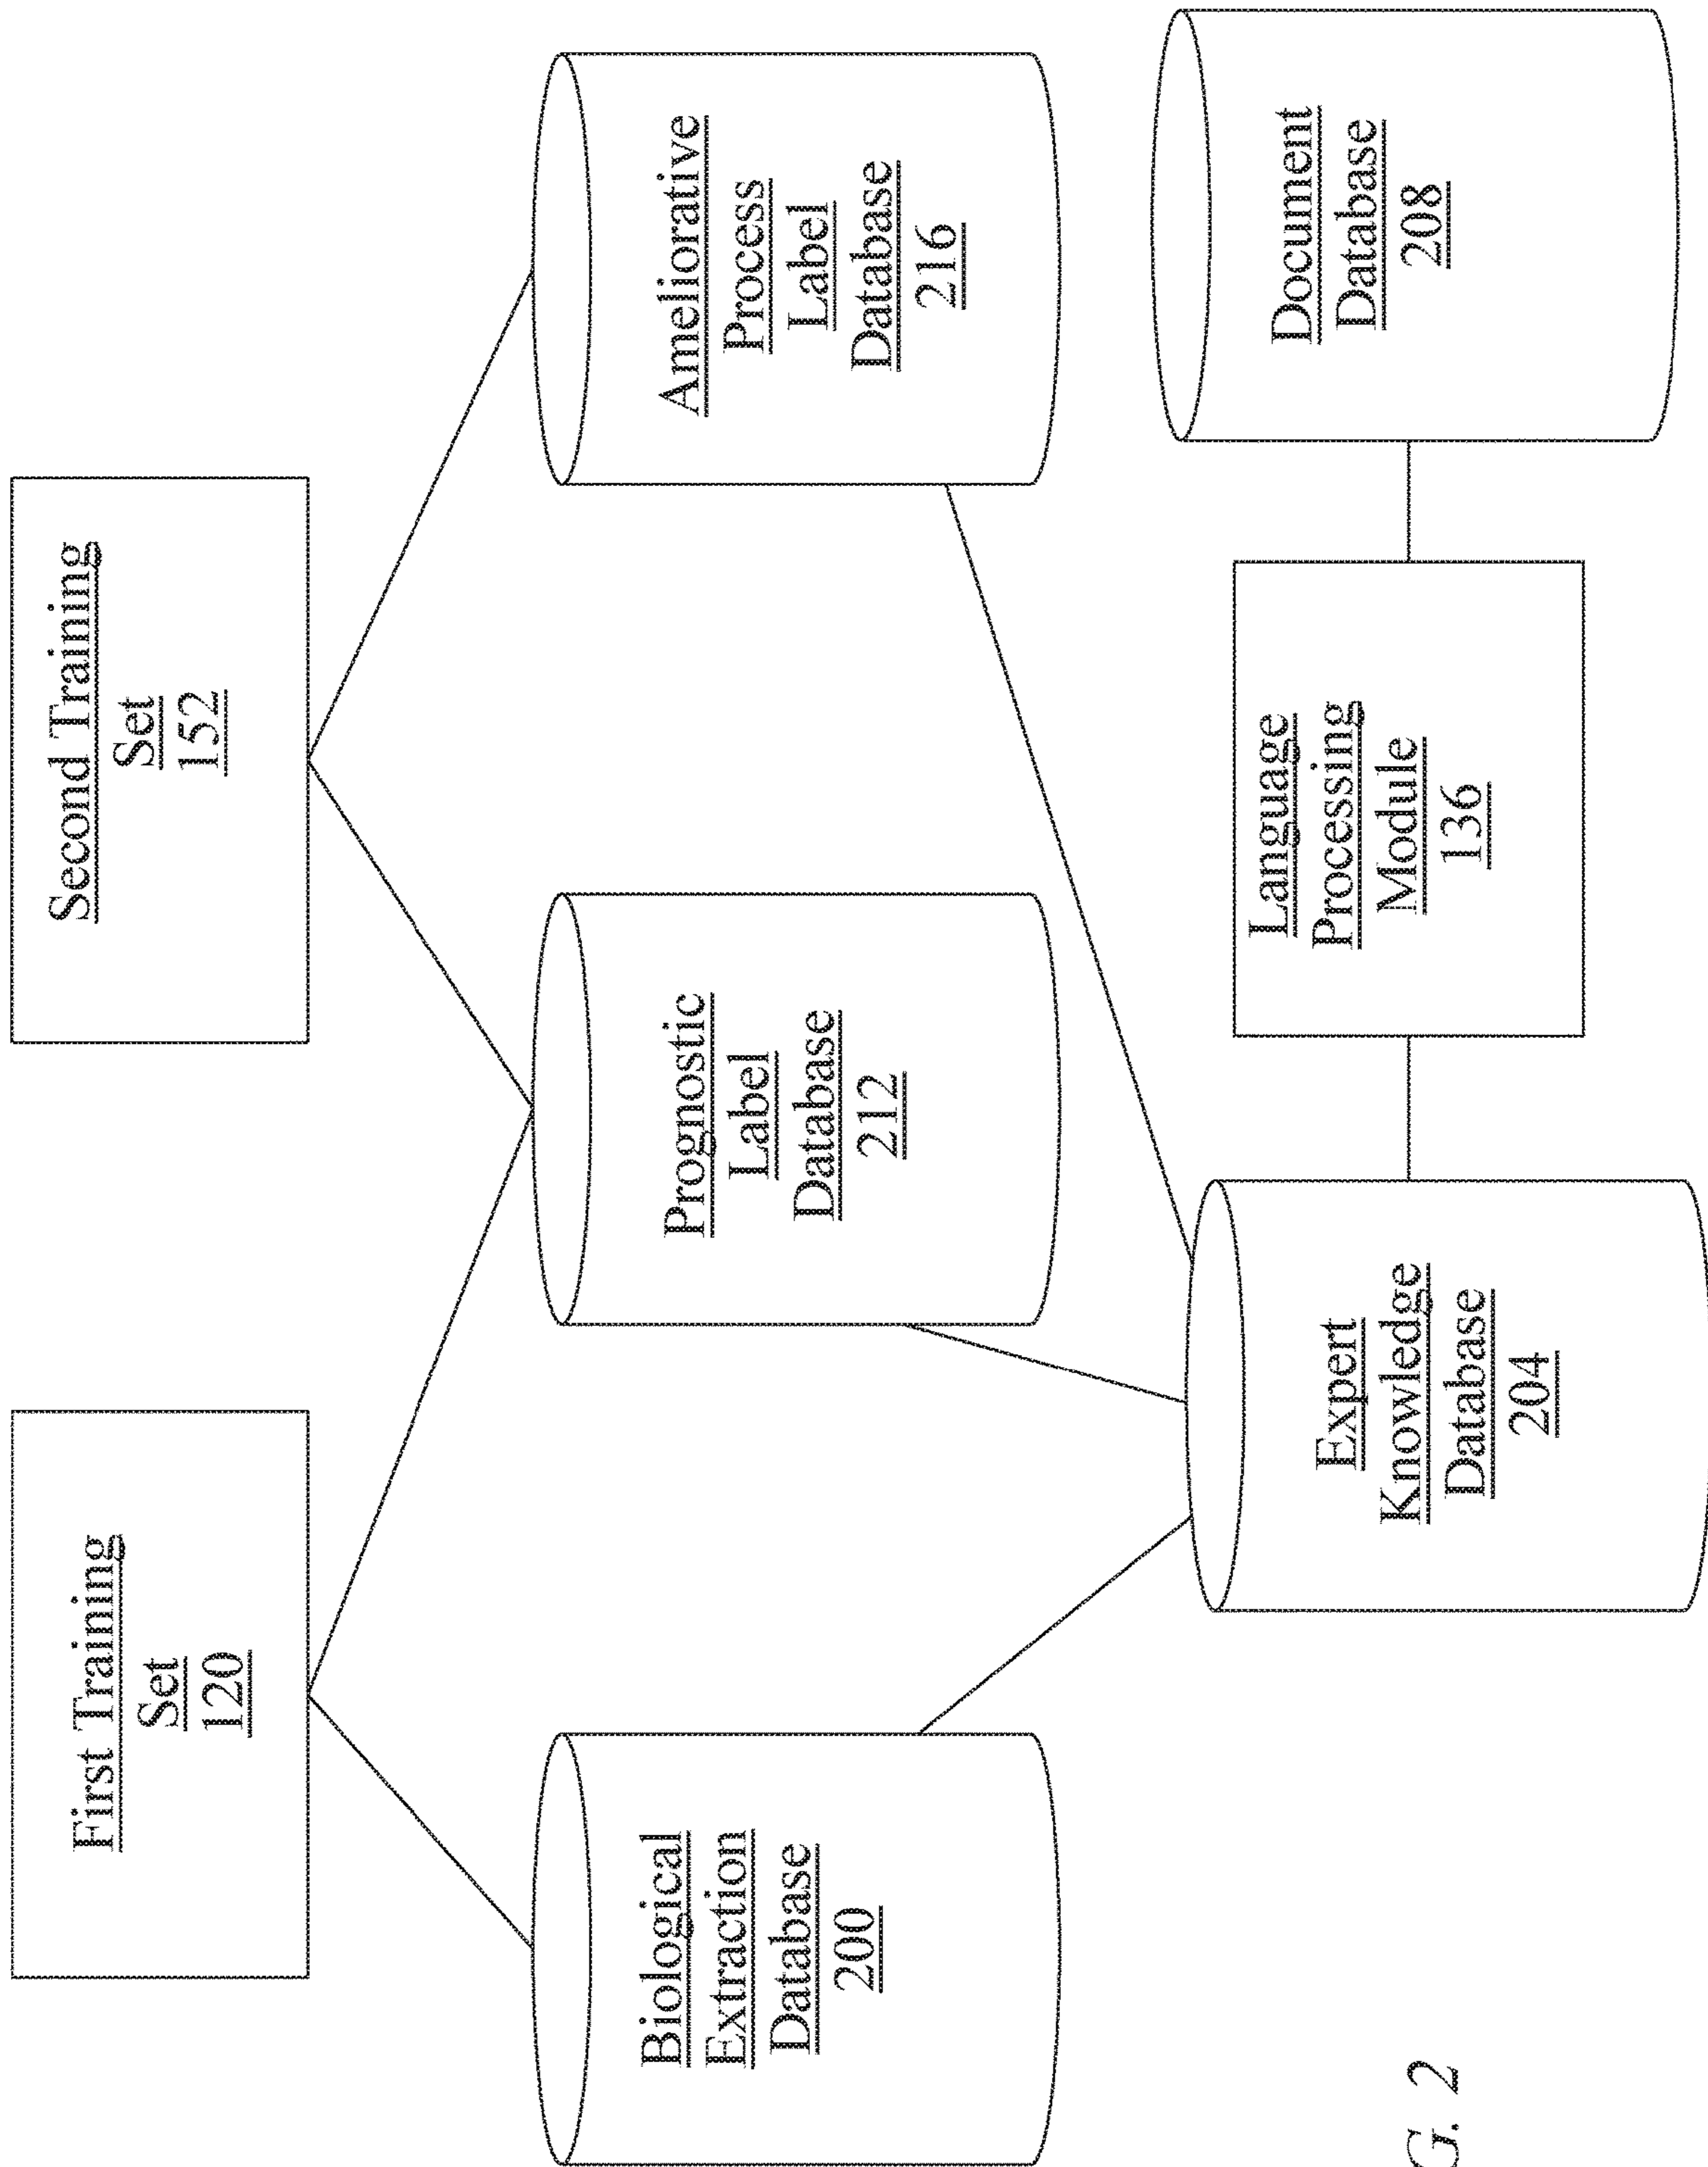 First Training
Set
120
Second Training
Set
152
Biological
Extraction
Database
200
Prognostic
Label
Database
212
Ameliorative
Process
Label
Database
216
Expert
Knowledge
Database
204
Language
Processing
Module
136
Document
Database
208
G. 2